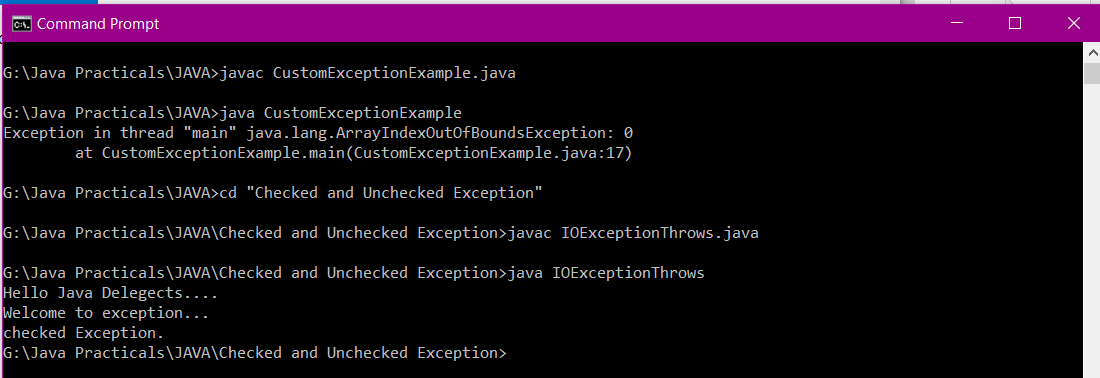 Command Prompt
G:\Java Practicals\JAVA>javac CustomExceptionExample.java
G:\Java Practicals\JAVA>java CustomExceptionExample
Exception in thread "main" java.lang.ArrayIndexOutOfBoundsException: 0
        at CustomExceptionExample.main(CustomExceptionExample.java:17)
G:\Java Practicals\JAVA>cd "Checked and Unchecked Exception"
G:\Java Practicals\JAVA\Checked and Unchecked Exception>javac IOExceptionThrows.java
G:\Java Practicals\JAVA\Checked and Unchecked Exception>java IOExceptionThrows
Hello Java Delegects....
Welcome to exception...
checked Exception.
G:\Java Practicals\JAVA\Checked and Unchecked Exception>